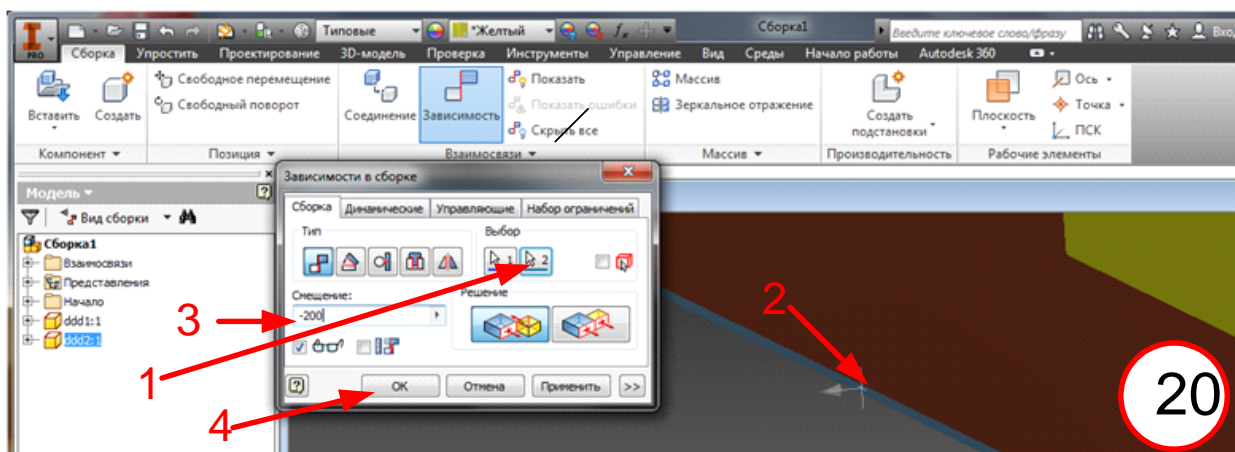 Типовые
*Желтый
Сборка1
Введите ключевое слово/фразу
Вхо
PRO
Сборка Упростить Проектирование 3D-модель Проверка Инструменты Управление Вид Среды Начало работы Autodesk 360
Вставить
Создать
Свободное перемещение
Свободный поворот
Соединение
Зависимость
Показать
Показать ошибки
Скрыть все
Массив
Зеркальное отражение
Создать
подстановки
Плоскость
Ось
Точка
ПСК
Компонент
Позиция
Взаимосвязи
Массив
Производительность
Рабочие элементы
Модель
Вид сборки
Сборка1
Взаимосвязи
Представления
Начало
ddd1:1
ddd2:1
Зависимости в сборке
Сборка Динамические Управляющие Набор ограничений
Тип
Выбор
1 2
Смещение:
-200
Решение
OK Отмена Применить >>
1
2
3
4
20